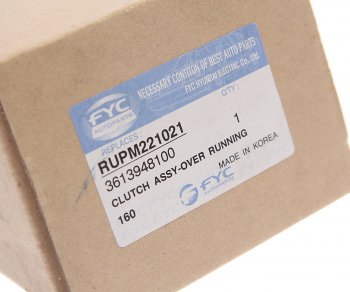 FYC
AUTOPARTS
NECESSARY CONTION OF BEST AUTO PARTS
FYC HYUNDAI ELECTRIC Co., Ltd.
REPLACES
QTY
RUPM221021
1
3613948100
CLUTCH ASSY-OVER RUNNING
160
FYC
AUTOPARTS
MADE IN KOREA